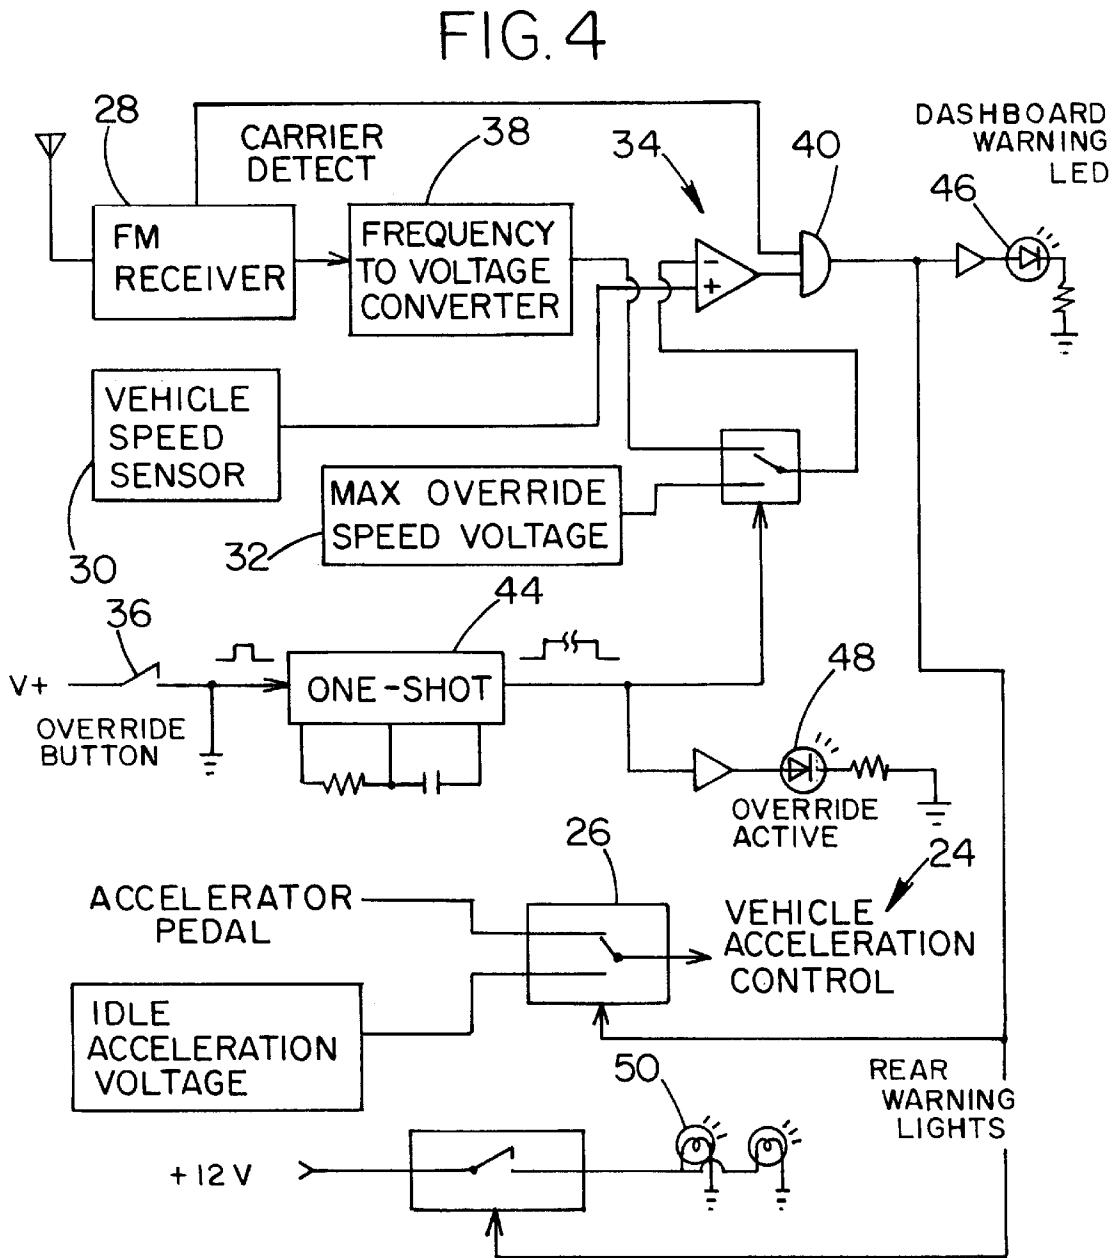 FIG. 4
28
CARRIER
DETECT
38
34
40
DASHBOARD
WARNING
LED
46
FM
RECEIVER
FREQUENCY
TO VOLTAGE
CONVERTER
−
+
VEHICLE
SPEED
SENSOR
30
MAX OVERRIDE
SPEED VOLTAGE
32
36
44
V+
OVERRIDE
BUTTON
ONE-SHOT
48
OVERRIDE
ACTIVE
26
24
ACCELERATOR
PEDAL
VEHICLE
ACCELERATION
CONTROL
IDLE
ACCELERATION
VOLTAGE
50
REAR
WARNING
LIGHTS
+12V